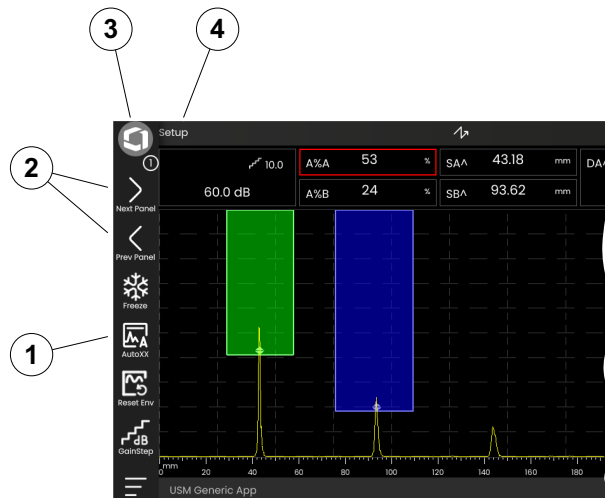 3
4
Setup
1
10.0
60.0 dB
A%A 53 %
SA^ 43.18 mm
DA^
A%B 24 %
SB^ 93.62 mm
2
Next Panel
Prev Panel
Freeze
1
AutoXX
Reset Env
dB
GainStep
mm
20 40 60 80 100 120 140 160 180
USM Generic App